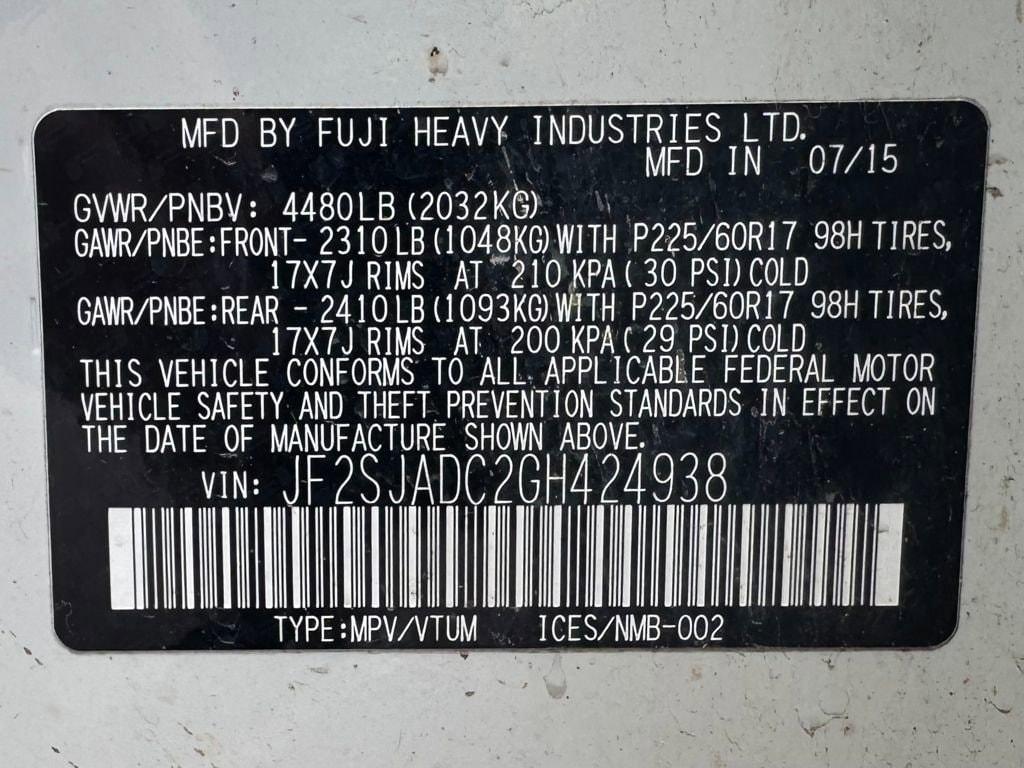 MFD BY FUJI HEAVY INDUSTRIES LTD.
MFD IN 07/15
GVWR/PNBV: 4480LB (2032KG)
GAWR/PNBE:FRONT- 2310LB (1048KG) WITH P225/60R17 98H TIRES,
17X7J RIMS AT 210 KPA ( 30 PSI) COLD
GAWR/PNBE:REAR - 2410LB (1093KG) WITH P225/60R17 98H TIRES,
17X7J RIMS AT 200 KPA ( 29 PSI) COLD
THIS VEHICLE CONFORMS TO ALL APPLICABLE FEDERAL MOTOR
VEHICLE SAFETY AND THEFT PREVENTION STANDARDS IN EFFECT ON
THE DATE OF MANUFACTURE SHOWN ABOVE.
VIN: JF2SJADC2GH424938
TYPE:MPV/VTUM ICES/NMB-002